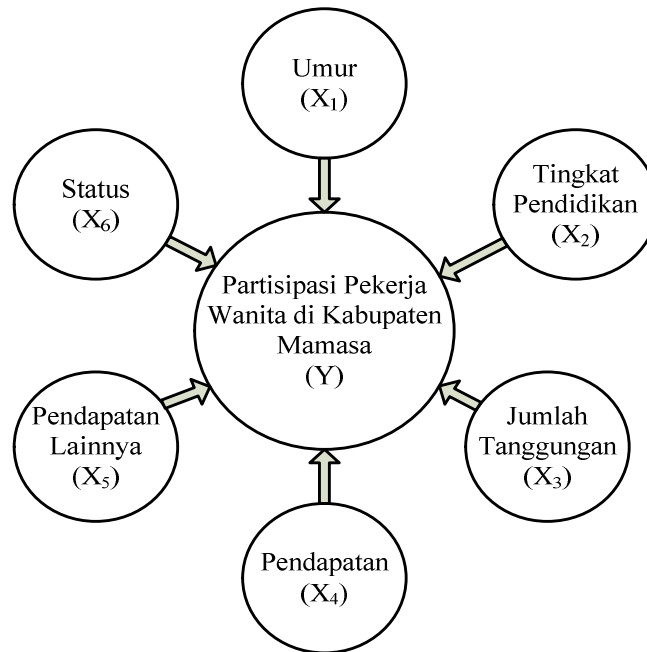 Umur
(X₁)
Status
(X₆)
Tingkat
Pendidikan
(X₂)
Partisipasi Pekerja
Wanita di Kabupaten
Mamasa
(Y)
Pendapatan
Lainnya
(X₅)
Jumlah
Tanggungan
(X₃)
Pendapatan
(X₄)